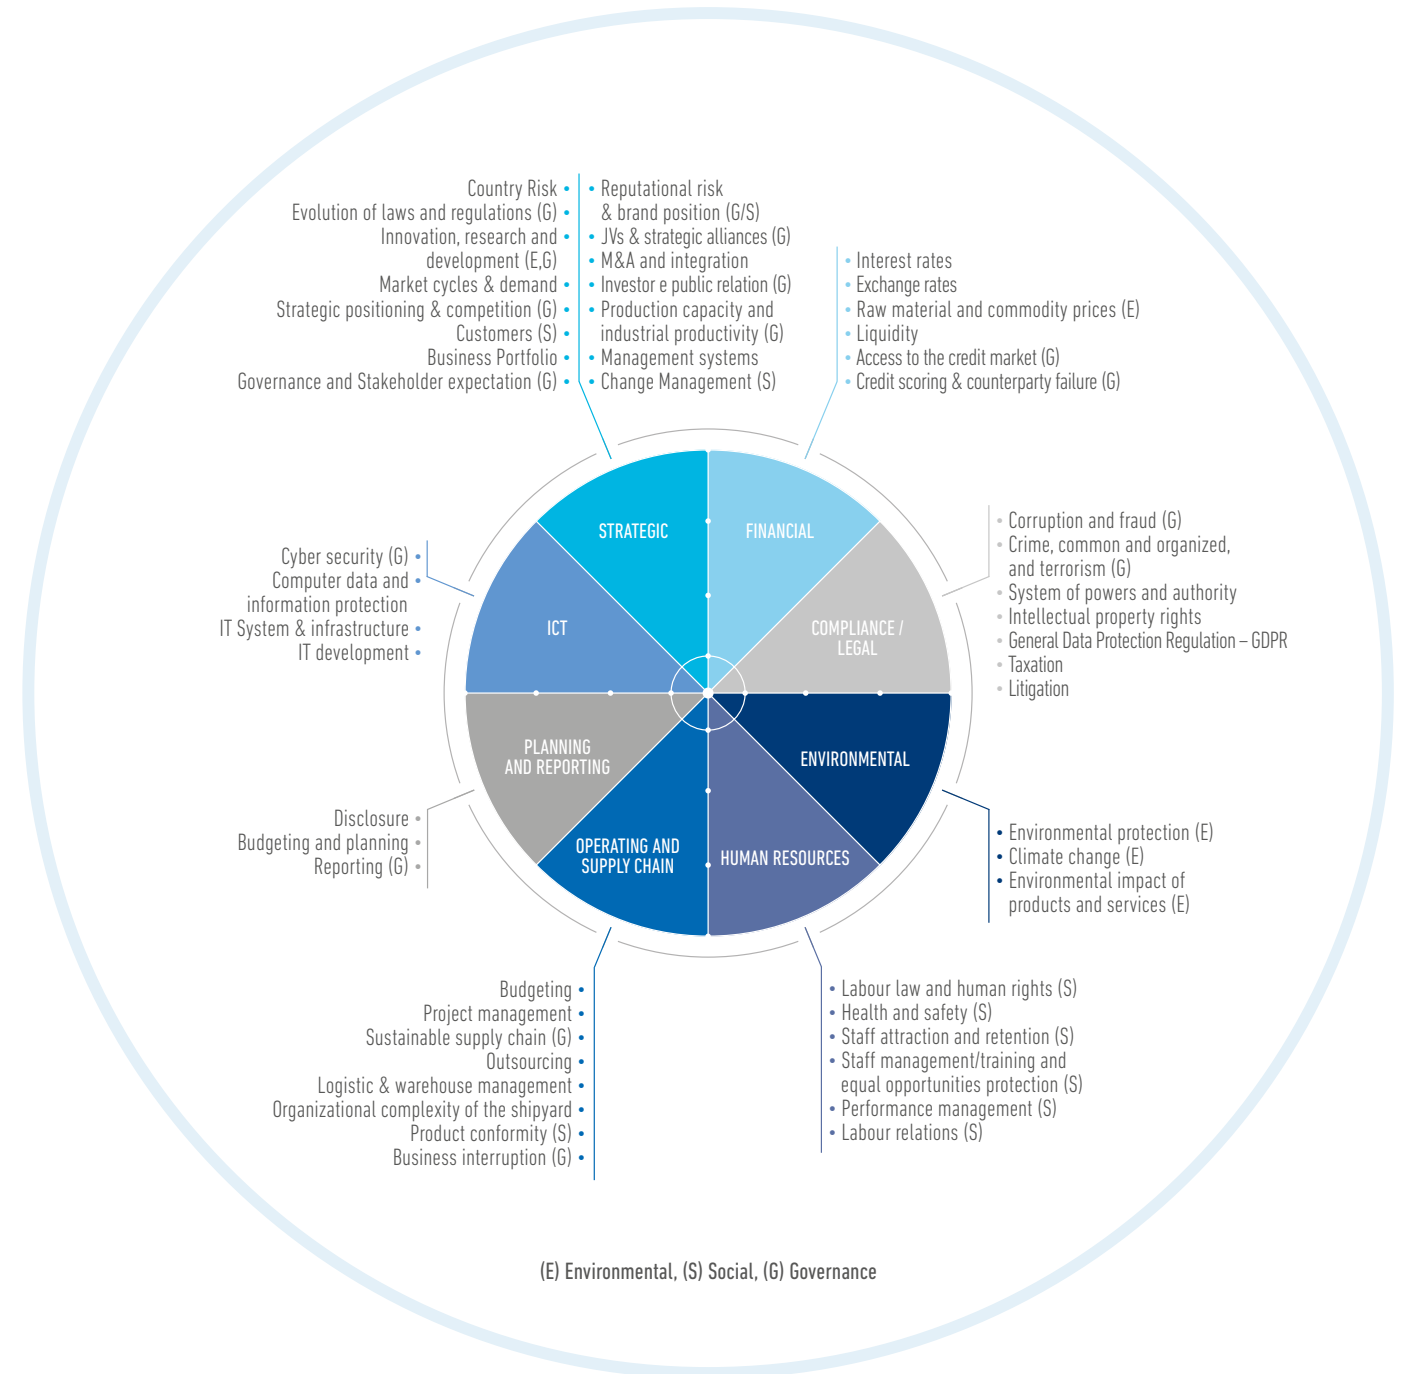 Country Risk •
Evolution of laws and regulations (G) •
Innovation, research and •
development (E,G)
Market cycles & demand •
Strategic positioning & competition (G) •
Customers (S) •
Business Portfolio •
Governance and Stakeholder expectation (G) •
• Reputational risk
& brand position (G/S)
• JVs & strategic alliances (G)
• M&A and integration
• Investor e public relation (G)
• Production capacity and
industrial productivity (G)
• Management systems
• Change Management (S)
• Interest rates
• Exchange rates
• Raw material and commodity prices (E)
• Liquidity
• Access to the credit market (G)
• Credit scoring & counterparty failure (G)
STRATEGIC
FINANCIAL
Cyber security (G) •
Computer data and •
information protection
IT System & infrastructure •
IT development •
ICT
COMPLIANCE /
LEGAL
• Corruption and fraud (G)
• Crime, common and organized,
and terrorism (G)
• System of powers and authority
• Intellectual property rights
• General Data Protection Regulation – GDPR
• Taxation
• Litigation
PLANNING
AND REPORTING
ENVIRONMENTAL
Disclosure •
Budgeting and planning •
Reporting (G) •
OPERATING AND
SUPPLY CHAIN
HUMAN RESOURCES
• Environmental protection (E)
• Climate change (E)
• Environmental impact of
products and services (E)
Budgeting •
Project management •
Sustainable supply chain (G) •
Outsourcing •
Logistic & warehouse management •
Organizational complexity of the shipyard •
Product conformity (S) •
Business interruption (G) •
• Labour law and human rights (S)
• Health and safety (S)
• Staff attraction and retention (S)
• Staff management/training and
equal opportunities protection (S)
• Performance management (S)
• Labour relations (S)
(E) Environmental, (S) Social, (G) Governance